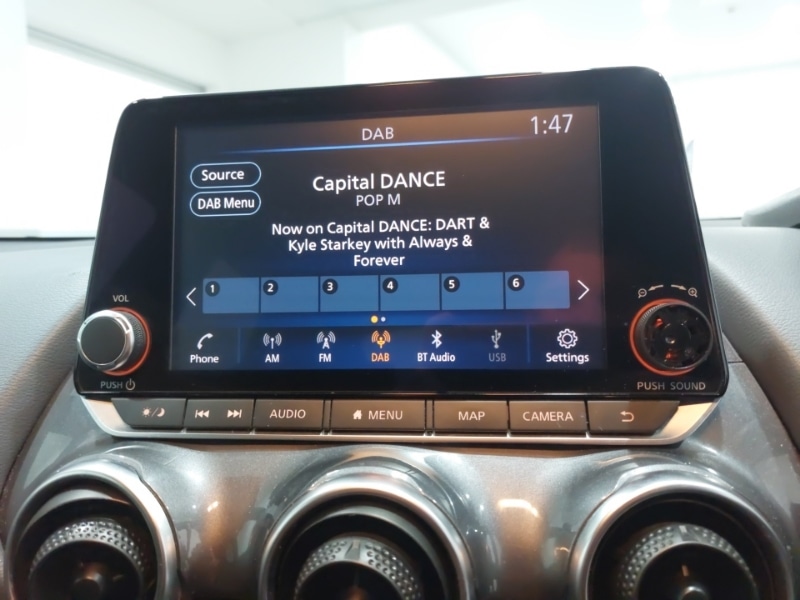 DAB
1:47
Source
DAB Menu
Capital DANCE
POP M
Now on Capital DANCE: DART &
Kyle Starkey with Always &
Forever
1 2 3 4 5 6
VOL
PUSH
Phone AM FM DAB BT Audio USB Settings
PUSH SOUND
AUDIO MENU MAP CAMERA